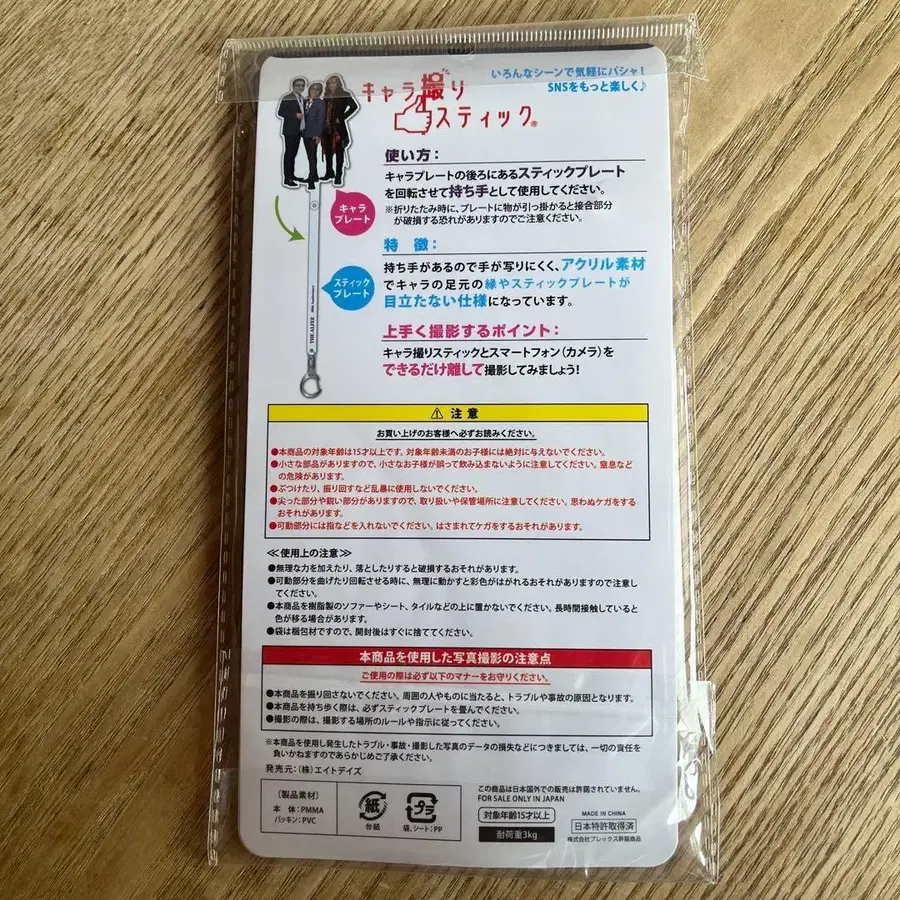 いろんなシーンで気軽にパシャ!
SNSをもっと楽しく♪
キャラ撮り
スティック®
使い方:
キャラプレートの後ろにあるスティックプレート
を回転させて持ち手として使用してください。
※折りたたみ時に、プレートに物が引っ掛かると接合部分
が破損する恐れがありますのでご注意ください。
キャラ
プレート
特 徴:
持ち手があるので手が写りにくく、アクリル素材
でキャラの足元の縁やスティックプレートが
目立たない仕様になっています。
スティック
プレート
THE ALFEE
上手く撮影するポイント:
キャラ撮りスティックとスマートフォン(カメラ)を
できるだけ離して撮影してみましょう!
⚠ 注 意
お買い上げのお客様へ必ずお読みください。
●本商品の対象年齢は15才以上です。対象年齢未満のお子様には絶対に与えないでください。
●小さな部品がありますので、小さなお子様が誤って飲み込まないように注意してください。窒息など
の危険があります。
●ぶつけたり、振り回すなど乱暴に使用しないでください。
●尖った部分や鋭い部分がありますので、取り扱いや保管場所に注意してください。思わぬケガをする
おそれがあります。
●可動部分には指などを入れないでください。はさまれてケガをするおそれがあります。
≪使用上の注意≫
●無理な力を加えたり、落としたりすると破損するおそれがあります。
●可動部分を曲げたり回転させる時に、無理に動かすと彩色がはがれるおそれがありますので注意し
てください。
●本商品を樹脂製のソファーやシート、タイルなどの上に置かないでください。長時間接触していると
色が移る場合があります。
●袋は梱包材ですので、開封後はすぐに捨ててください。
本商品を使用した写真撮影の注意点
ご使用の際は必ず以下のマナーをお守りください。
●本商品を振り回さないでください。周囲の人やものに当たると、トラブルや事故の原因となります。
●本商品を持ち歩く際は、必ずスティックプレートを畳んでください。
●撮影の際は、撮影する場所のルールや指示に従ってください。
※本商品を使用し発生したトラブル・事故・撮影した写真のデータの損失などにつきましては、一切の責任を
負いかねますのであらかじめご了承ください。
発売元:(株)エイトデイズ
〔製品素材〕
本 体:PMMA
パッキン:PVC
紙
台紙
プラ
袋、シート:PP
この商品は日本国外での販売は許諾されていません。
FOR SALE ONLY IN JAPAN
対象年齢15才以上
耐荷重3kg
MADE IN CHINA
日本特許取得済
株式会社プレックス許諾商品